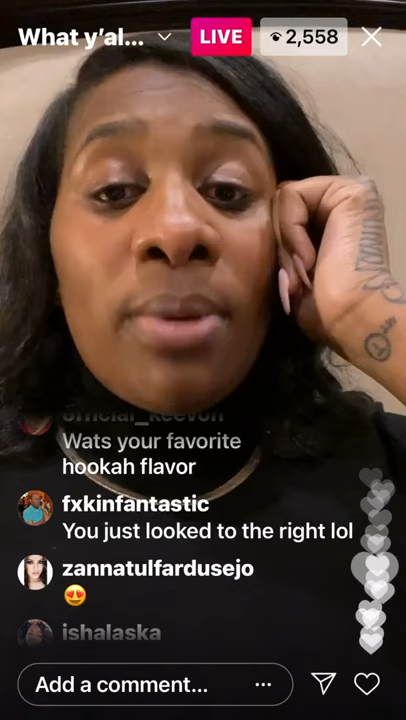 What y’al...
LIVE
2,558
official_keevon
Wats your favorite
hookah flavor
fxkinfantastic
You just looked to the right lol
zannatulfardusejo
😍
ishalaska
Add a comment...